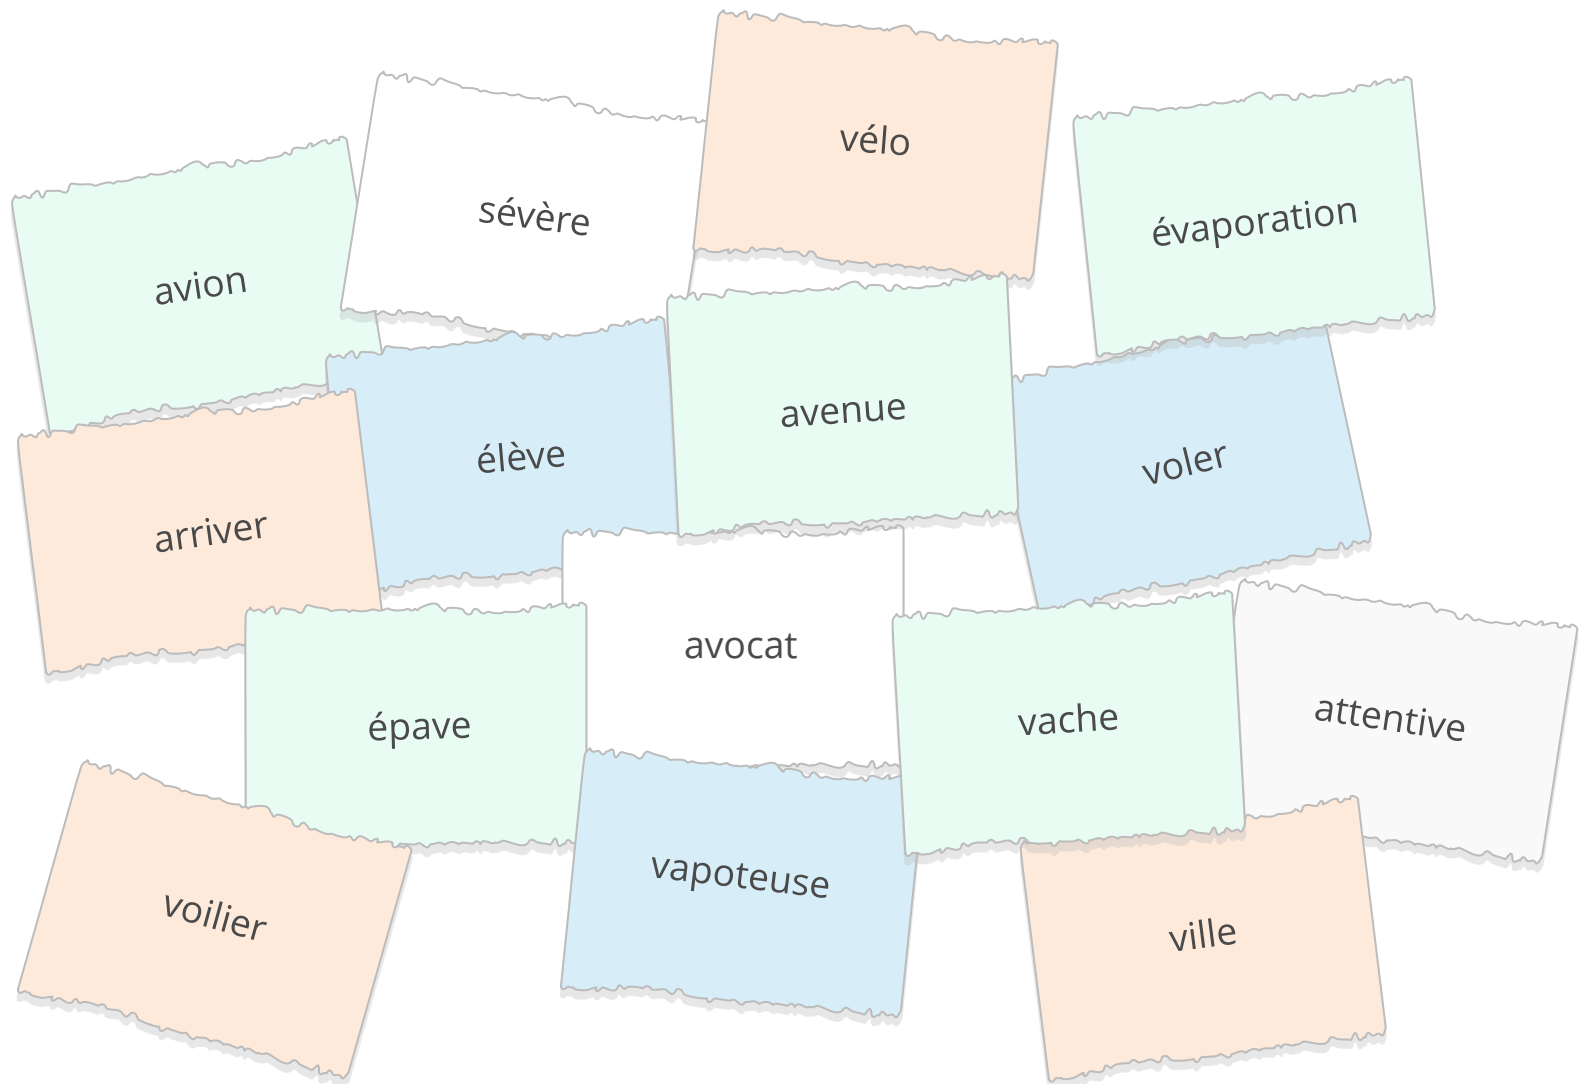 vélo
sévère
évaporation
avion
avenue
élève
voler
arriver
avocat
vache
attentive
épave
vapoteuse
voilier
ville